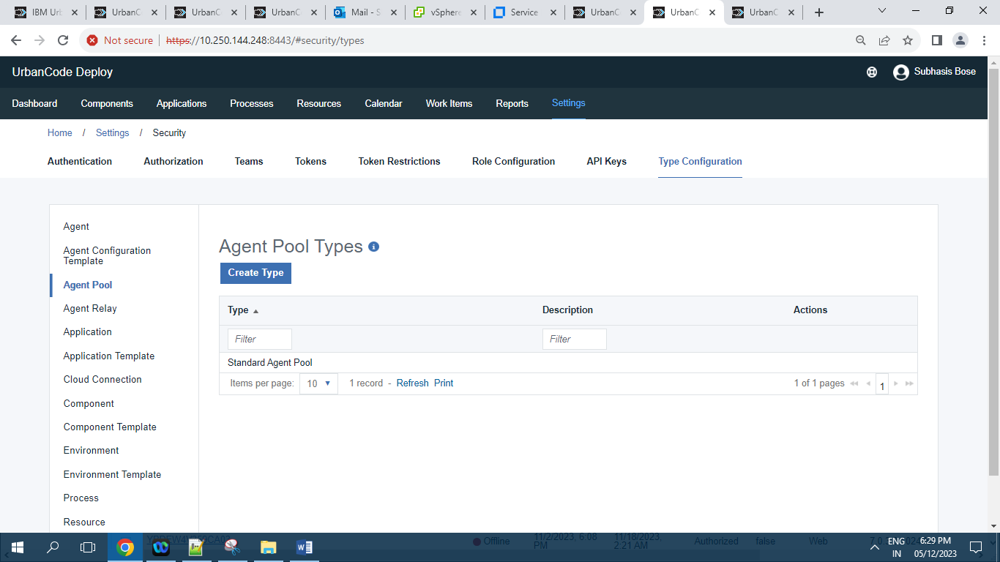 IBM Urb
UrbanC
UrbanC
UrbanC
Mail - S
vSphere
Service
UrbanC
UrbanC
UrbanC
Not secure
https://10.250.144.248:8443/#security/types
UrbanCode Deploy
Subhasis Bose
Dashboard Components Applications Processes Resources Calendar Work Items Reports Settings
Home / Settings / Security
Authentication Authorization Teams Tokens Token Restrictions Role Configuration API Keys Type Configuration
Agent
Agent Configuration
Template
Agent Pool
Agent Relay
Application
Application Template
Cloud Connection
Component
Component Template
Environment
Environment Template
Process
Resource
Agent Pool Types
Create Type
Type Description Actions
Filter Filter
Standard Agent Pool
Items per page: 10 1 record - Refresh Print 1 of 1 pages 1
Offline
11/2/2023, 6:08
PM
11/18/2023,
2:21 AM
Authorized
false
Web
ENG
IN
6:29 PM
05/12/2023